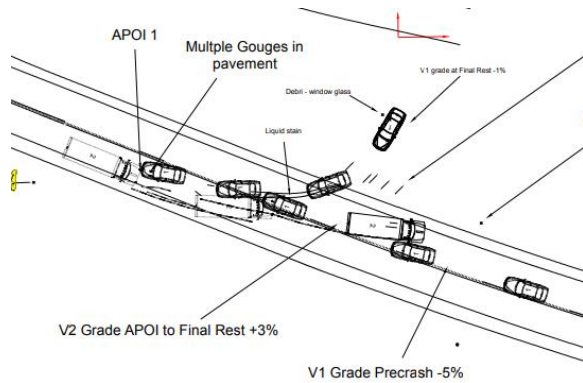 APOI 1
Multple Gouges in
pavement
V1 grade at Final Rest -1%
Debri - window glass
Liquid stain
V2 Grade APOI to Final Rest +3%
V1 Grade Precrash -5%